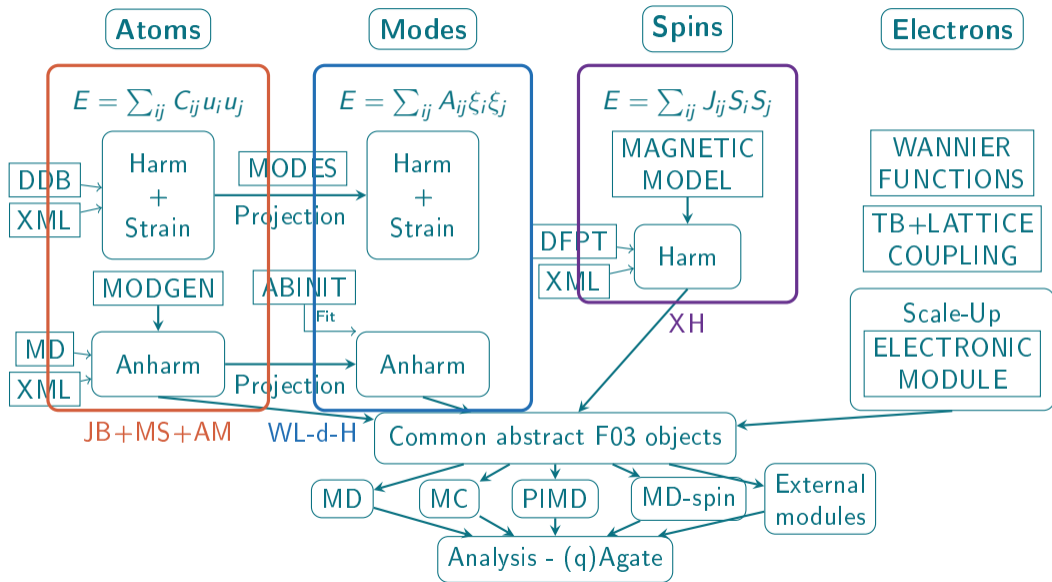 Atoms
Modes
Spins
Electrons
E = ∑ij Cij ui uj
E = ∑ij Aij ξi ξj
E = ∑ij Jij Si Sj
DDB
XML
Harm
+
Strain
MODES
Projection
Harm
+
Strain
MAGNETIC
MODEL
DFPT
XML
Harm
WANNIER
FUNCTIONS
TB+LATTICE
COUPLING
MODGEN
ABINIT
Fit
MD
XML
Anharm
Projection
Anharm
XH
Scale-Up
ELECTRONIC
MODULE
JB+MS+AM
WL-d-H
Common abstract F03 objects
MD
MC
PIMD
MD-spin
External
modules
Analysis - (q)Agate